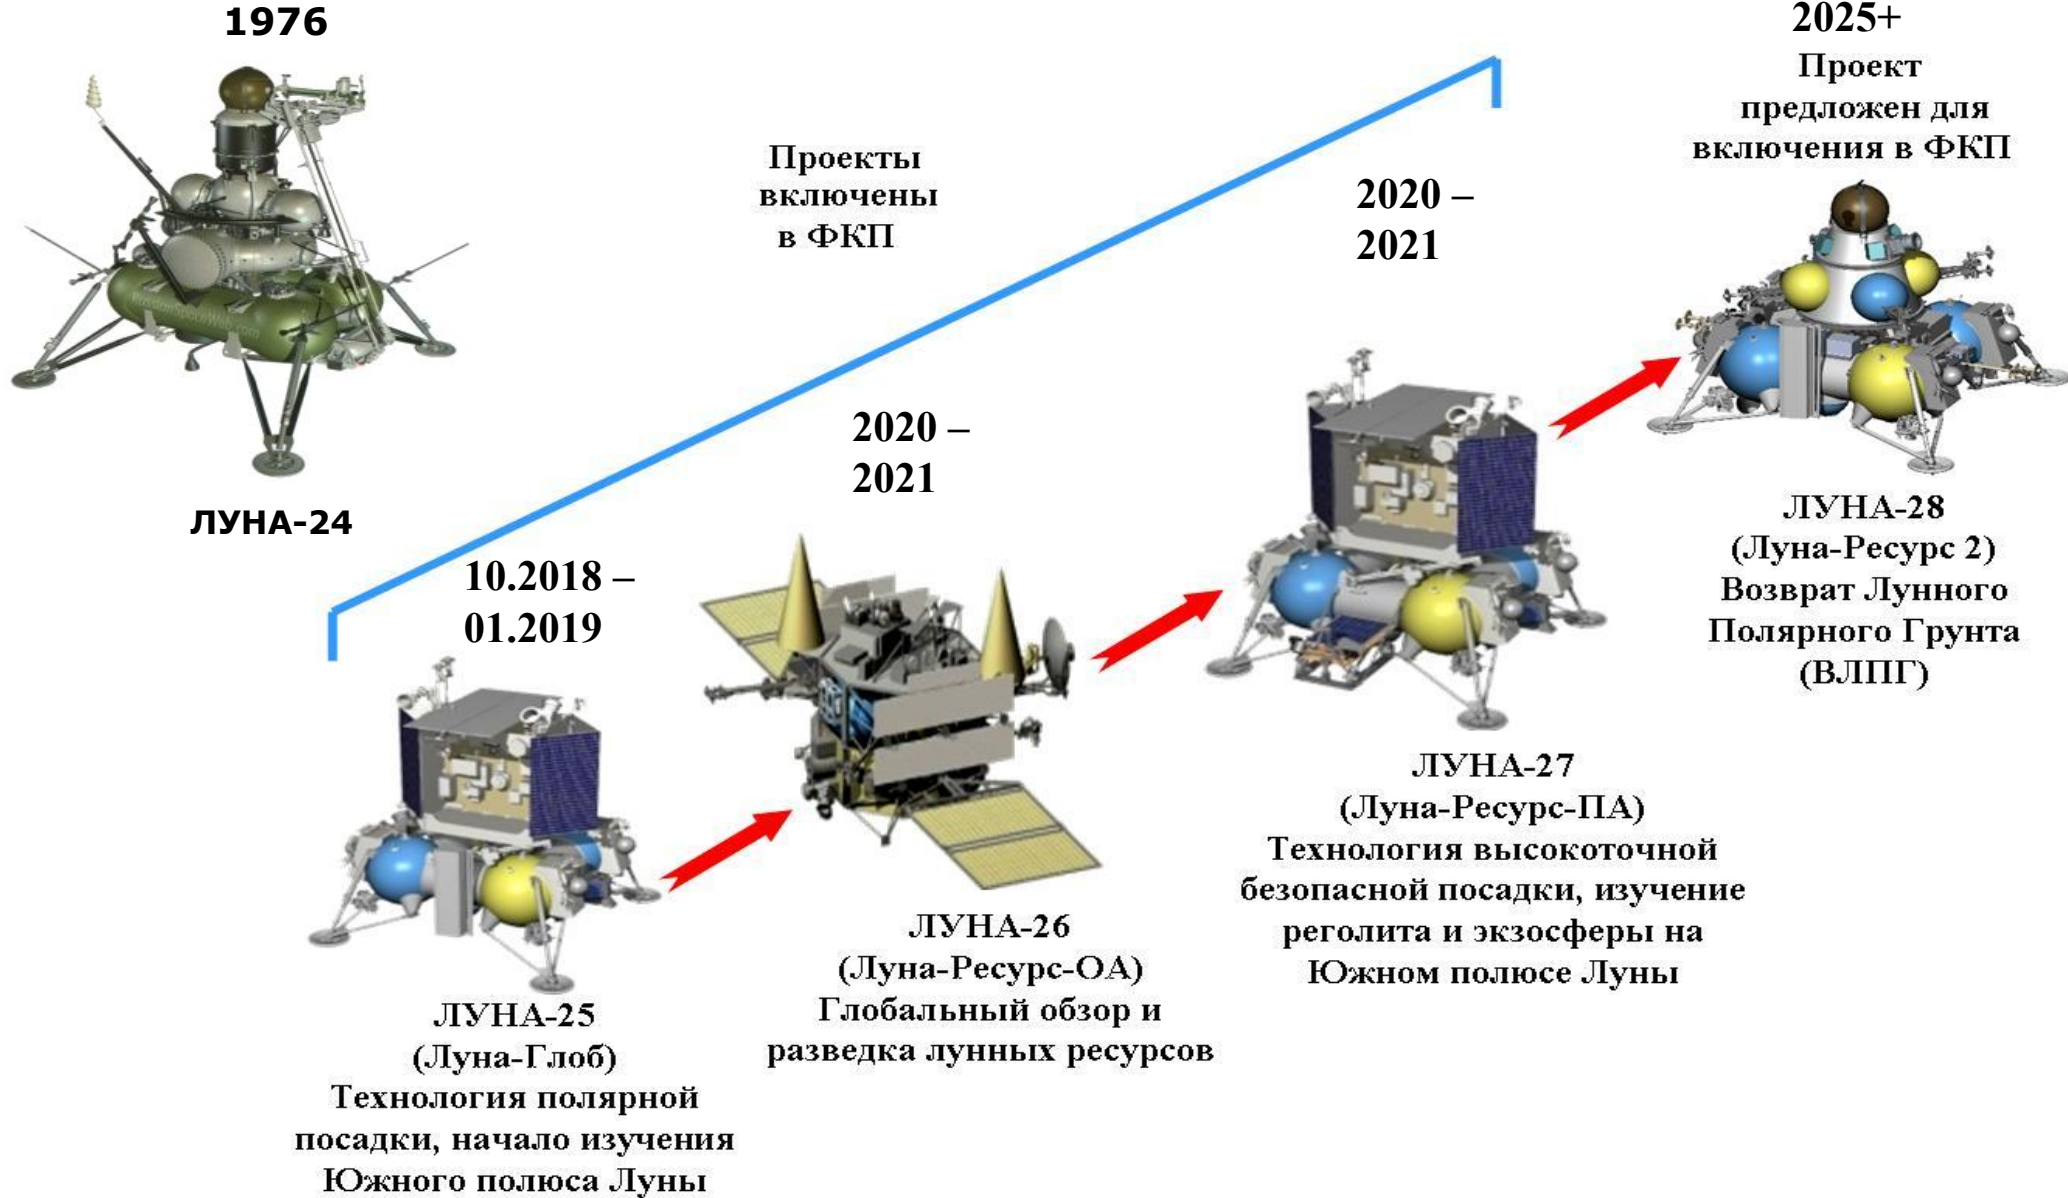 1976
ЛУНА-24
Проекты
включены
в ФКП
10.2018 –
01.2019
ЛУНА-25
(Луна-Глоб)
Технология полярной
посадки, начало изучения
Южного полюса Луны
2020 –
2021
ЛУНА-26
(Луна-Ресурс-ОА)
Глобальный обзор и
разведка лунных ресурсов
2020 –
2021
ЛУНА-27
(Луна-Ресурс-ПА)
Технология высокоточной
безопасной посадки, изучение
реголита и экзосферы на
Южном полюсе Луны
2025+
Проект
предложен для
включения в ФКП
ЛУНА-28
(Луна-Ресурс 2)
Возврат Лунного
Полярного Грунта
(ВЛПГ)